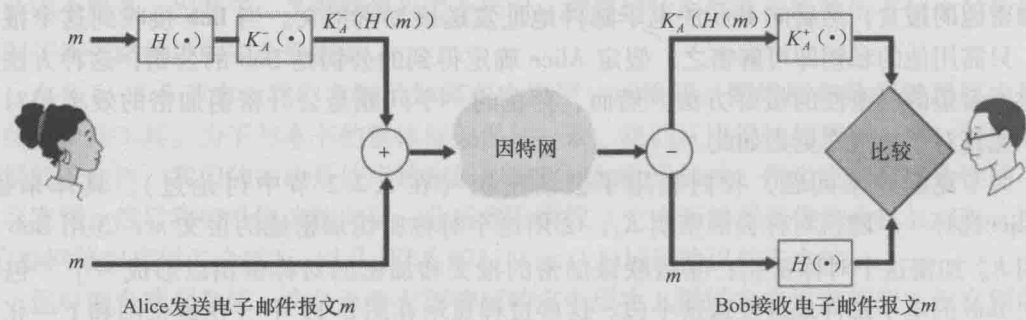 m H(·) K_A^-(·) K_A^-(H(m)) K_A^-(H(m)) K_A^+(·)
+ 因特网 − 比较
m m H(·)
Alice发送电子邮件报文m Bob接收电子邮件报文m